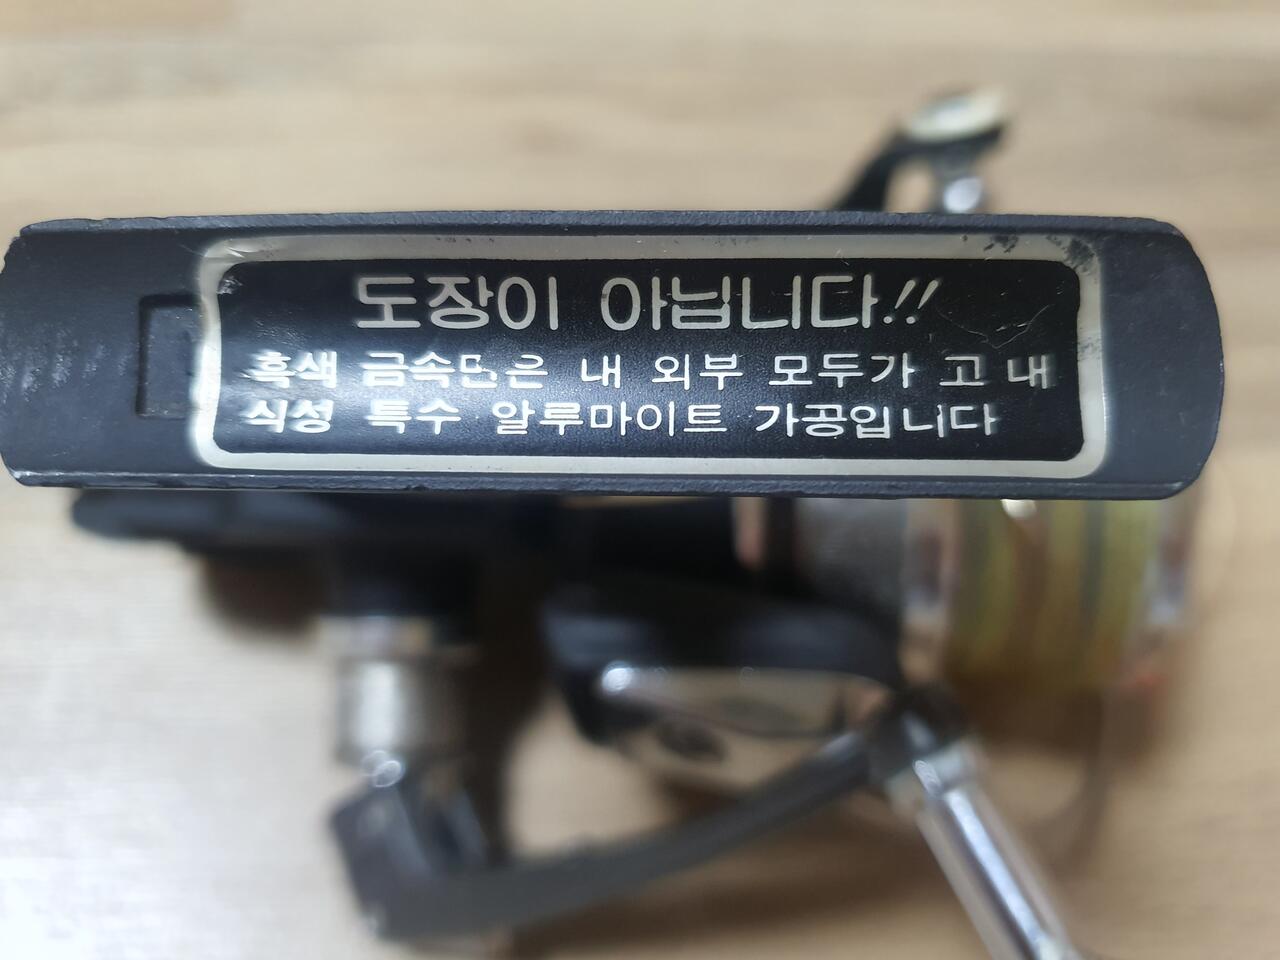 도장이 아닙니다!!
흑색 금속면은 내 외부 모두가 고 내
식성 특수 알루마이트 가공입니다